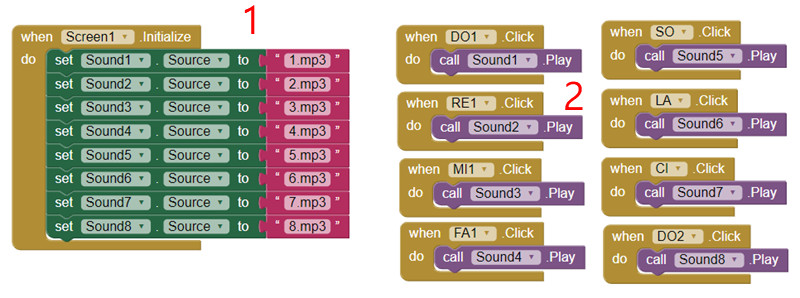 1
when Screen1 .Initialize
do set Sound1 . Source to " 1.mp3 "
set Sound2 . Source to " 2.mp3 "
set Sound3 . Source to " 3.mp3 "
set Sound4 . Source to " 4.mp3 "
set Sound5 . Source to " 5.mp3 "
set Sound6 . Source to " 6.mp3 "
set Sound7 . Source to " 7.mp3 "
set Sound8 . Source to " 8.mp3 "
2
when DO1 .Click
do call Sound1 .Play
when RE1 .Click
do call Sound2 .Play
when MI1 .Click
do call Sound3 .Play
when FA1 .Click
do call Sound4 .Play
when SO .Click
do call Sound5 .Play
when LA .Click
do call Sound6 .Play
when CI .Click
do call Sound7 .Play
when DO2 .Click
do call Sound8 .Play